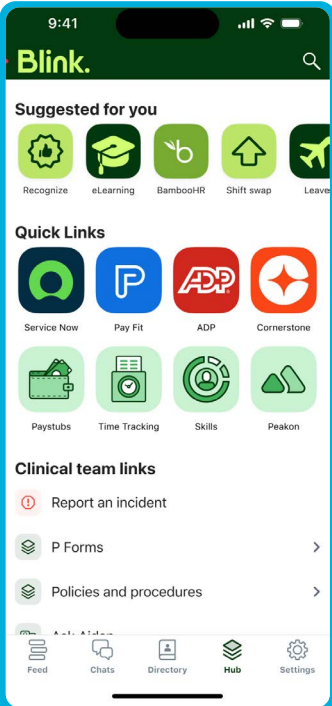 9:41
Blink.
Suggested for you
Recognize eLearning BambooHR Shift swap Leave
Quick Links
ADP
Service Now Pay Fit ADP Cornerstone
Paystubs Time Tracking Skills Peakon
Clinical team links
Report an incident
P Forms
Policies and procedures
Feed Chats Directory Hub Settings